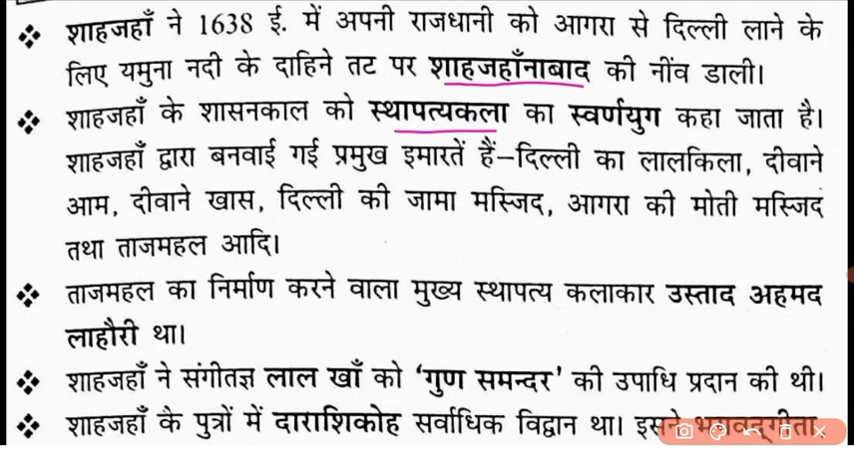 ❖ शाहजहाँ ने 1638 ई. में अपनी राजधानी को आगरा से दिल्ली लाने के
लिए यमुना नदी के दाहिने तट पर शाहजहाँनाबाद की नींव डाली।
❖ शाहजहाँ के शासनकाल को स्थापत्यकला का स्वर्णयुग कहा जाता है।
शाहजहाँ द्वारा बनवाई गई प्रमुख इमारतें हैं–दिल्ली का लालकिला, दीवाने
आम, दीवाने खास, दिल्ली की जामा मस्जिद, आगरा की मोती मस्जिद
तथा ताजमहल आदि।
❖ ताजमहल का निर्माण करने वाला मुख्य स्थापत्य कलाकार उस्ताद अहमद
लाहौरी था।
❖ शाहजहाँ ने संगीतज्ञ लाल खाँ को ‘गुण समन्दर’ की उपाधि प्रदान की थी।
❖ शाहजहाँ के पुत्रों में दाराशिकोह सर्वाधिक विद्वान था। इसने भगवद्गीता,